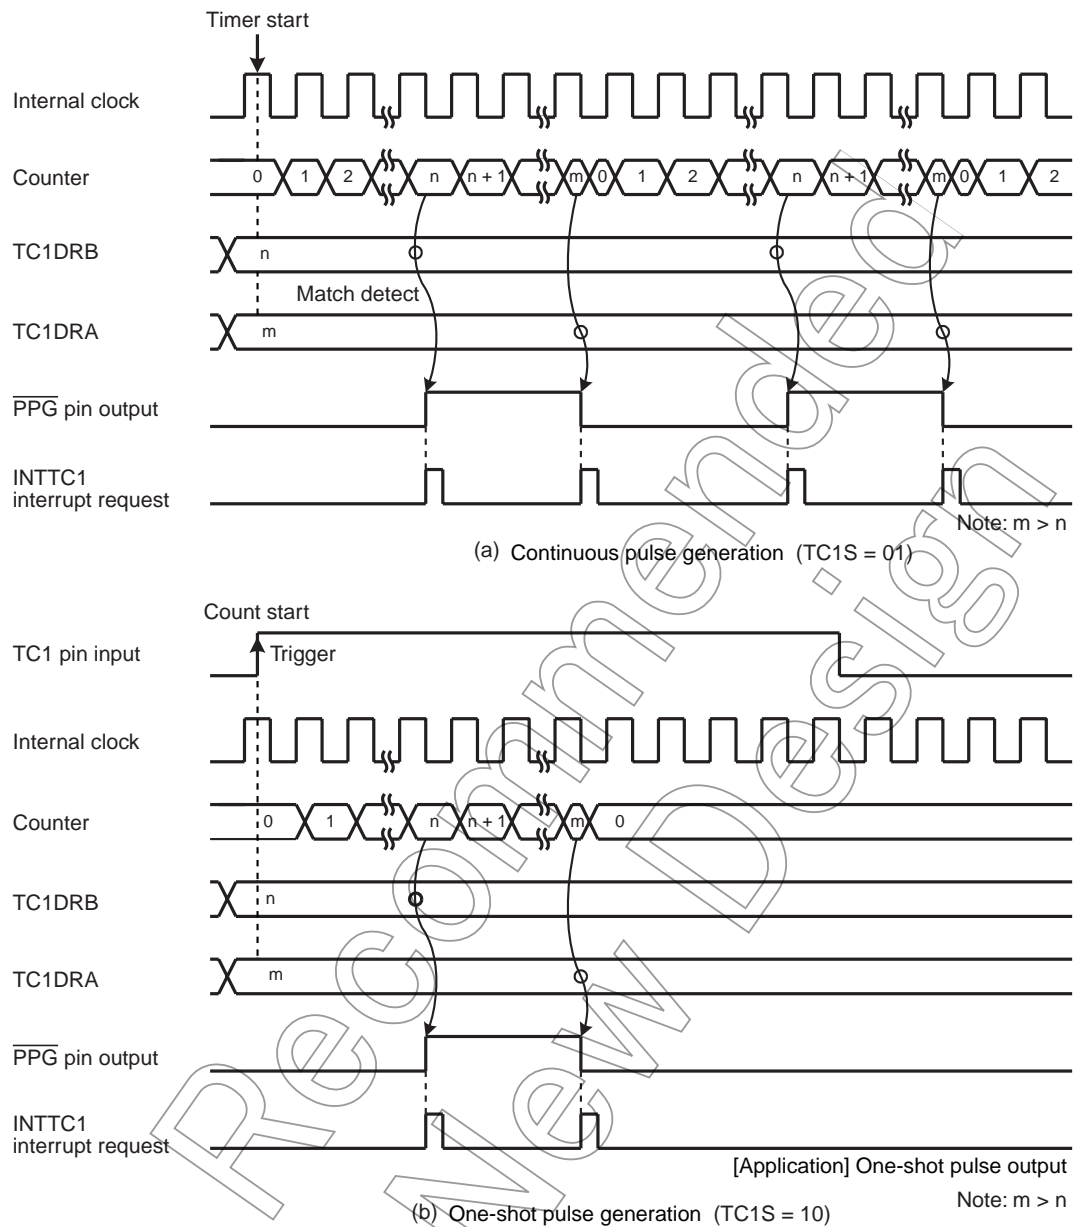 Timer start
Internal clock
Counter 0 1 2 n n + 1 m 0 1 2 n n + 1 m 0 1 2
TC1DRB n
Match detect
TC1DRA m
PPG pin output
INTTC1
interrupt request
Note: m > n
(a) Continuous pulse generation (TC1S = 01)
Count start
TC1 pin input Trigger
Internal clock
Counter 0 1 n n + 1 m 0
TC1DRB n
TC1DRA m
PPG pin output
INTTC1
interrupt request
[Application] One-shot pulse output
Note: m > n
(b) One-shot pulse generation (TC1S = 10)
Recommended
New Design